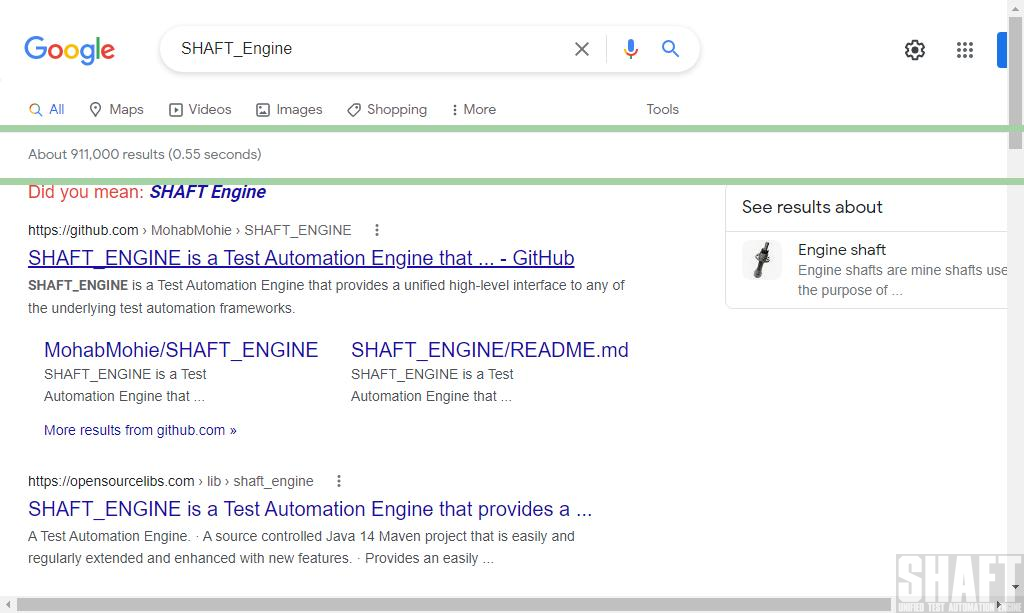 Google
SHAFT_Engine
All
Maps
Videos
Images
Shopping
More
Tools
About 911,000 results (0.55 seconds)
Did you mean: SHAFT Engine
https://github.com › MohabMohie › SHAFT_ENGINE
SHAFT_ENGINE is a Test Automation Engine that ... - GitHub
SHAFT_ENGINE is a Test Automation Engine that provides a unified high-level interface to any of
the underlying test automation frameworks.
MohabMohie/SHAFT_ENGINE
SHAFT_ENGINE is a Test
Automation Engine that ...
SHAFT_ENGINE/README.md
SHAFT_ENGINE is a Test
Automation Engine that ...
More results from github.com »
https://opensourcelibs.com › lib › shaft_engine
SHAFT_ENGINE is a Test Automation Engine that provides a ...
A Test Automation Engine. · A source controlled Java 14 Maven project that is easily and
regularly extended and enhanced with new features. · Provides an easily ...
See results about
Engine shaft
Engine shafts are mine shafts use
the purpose of ...
SHAFT
UNIFIED TEST AUTOMATION